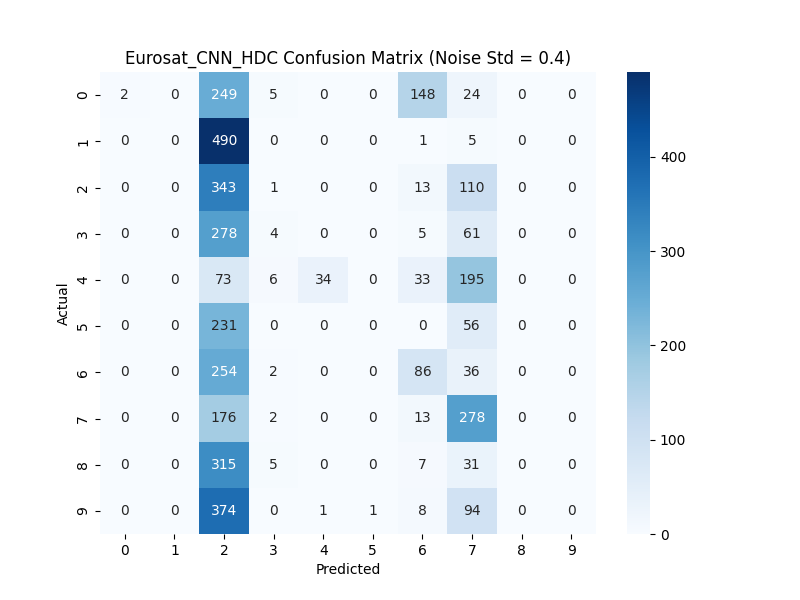 Eurosat_CNN_HDC Confusion Matrix (Noise Std = 0.4)
0 2 0 249 5 0 0 148 24 0 0
1 0 0 490 0 0 0 1 5 0 0
2 0 0 343 1 0 0 13 110 0 0
3 0 0 278 4 0 0 5 61 0 0
4 0 0 73 6 34 0 33 195 0 0
5 0 0 231 0 0 0 0 56 0 0
6 0 0 254 2 0 0 86 36 0 0
7 0 0 176 2 0 0 13 278 0 0
8 0 0 315 5 0 0 7 31 0 0
9 0 0 374 0 1 1 8 94 0 0
0 1 2 3 4 5 6 7 8 9
Predicted
Actual
400
300
200
100
0